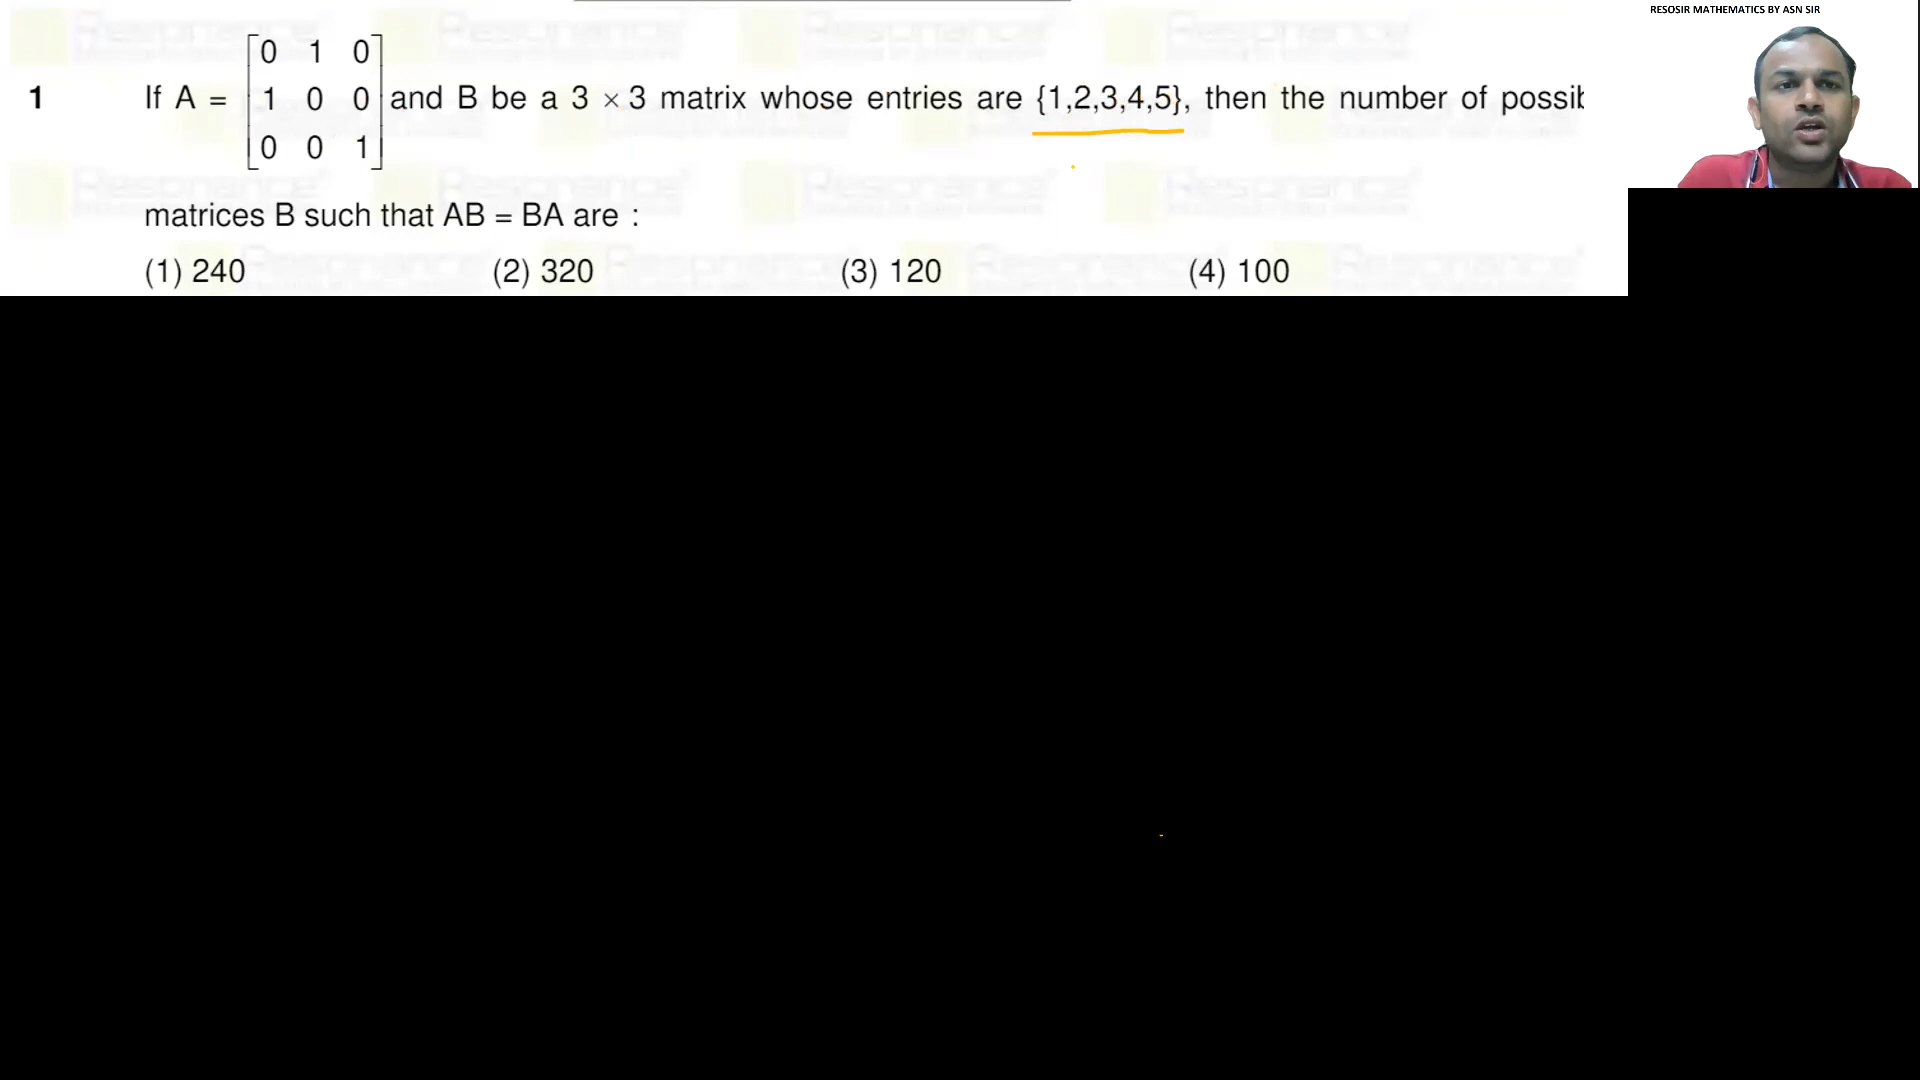 RESOSIR MATHEMATICS BY ASN SIR
1 If A = [0 1 0; 1 0 0; 0 0 1] and B be a 3 × 3 matrix whose entries are {1,2,3,4,5}, then the number of possib
matrices B such that AB = BA are :
(1) 240 (2) 320 (3) 120 (4) 100
Resonance